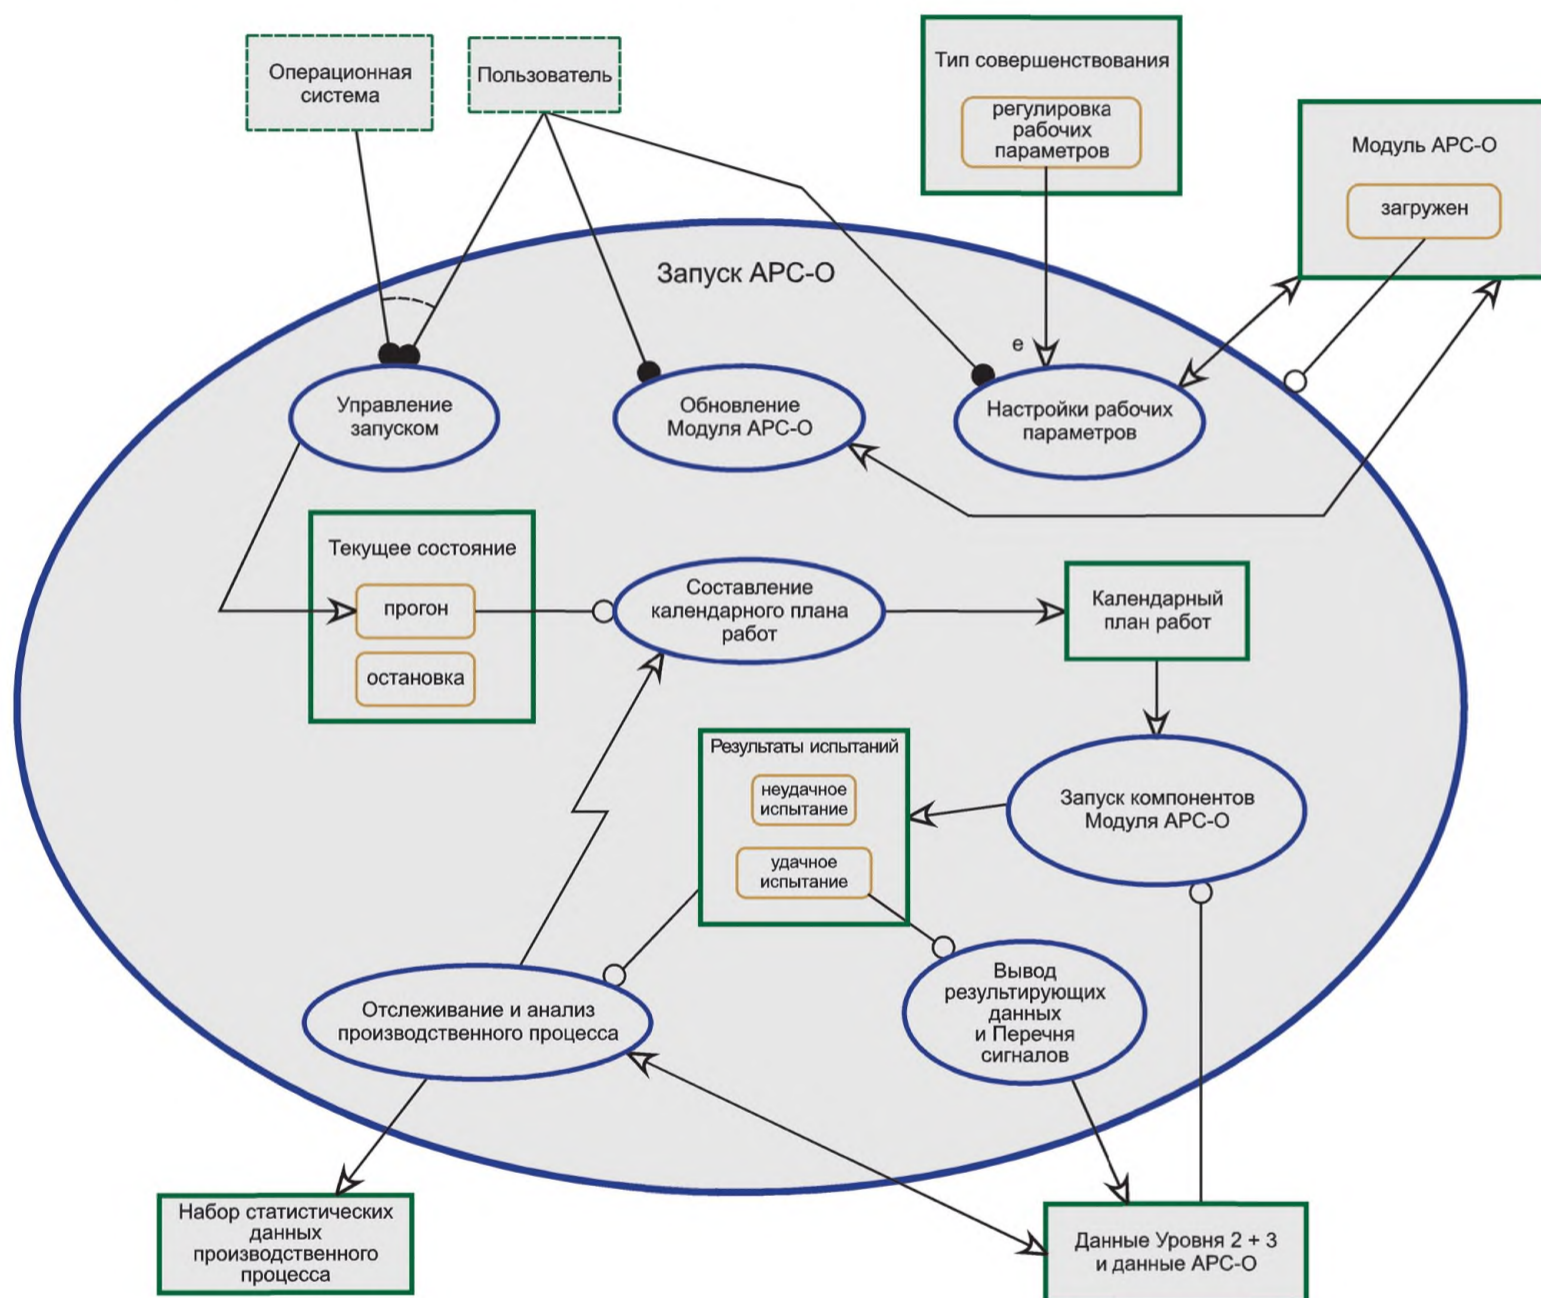 Операционная
система
Пользователь
Тип совершенствования
регулировка
рабочих
параметров
Модуль АРС-О
загружен
Запуск АРС-О
е
Управление
запуском
Обновление
Модуля АРС-О
Настройки рабочих
параметров
Текущее состояние
прогон
остановка
Составление
календарного плана
работ
Календарный
план работ
Результаты испытаний
неудачное
испытание
удачное
испытание
Запуск компонентов
Модуля АРС-О
Отслеживание и анализ
производственного процесса
Вывод
результирующих
данных
и Перечня
сигналов
Набор статистических
данных
производственного
процесса
Данные Уровня 2 + 3
и данные АРС-О